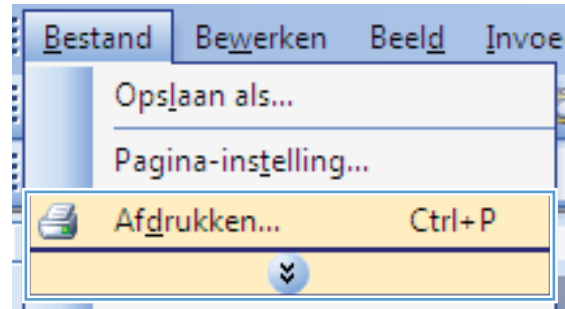 Bestand Bewerken Beeld Invoe
Opslaan als...
Pagina-instelling...
Afdrukken... Ctrl+P